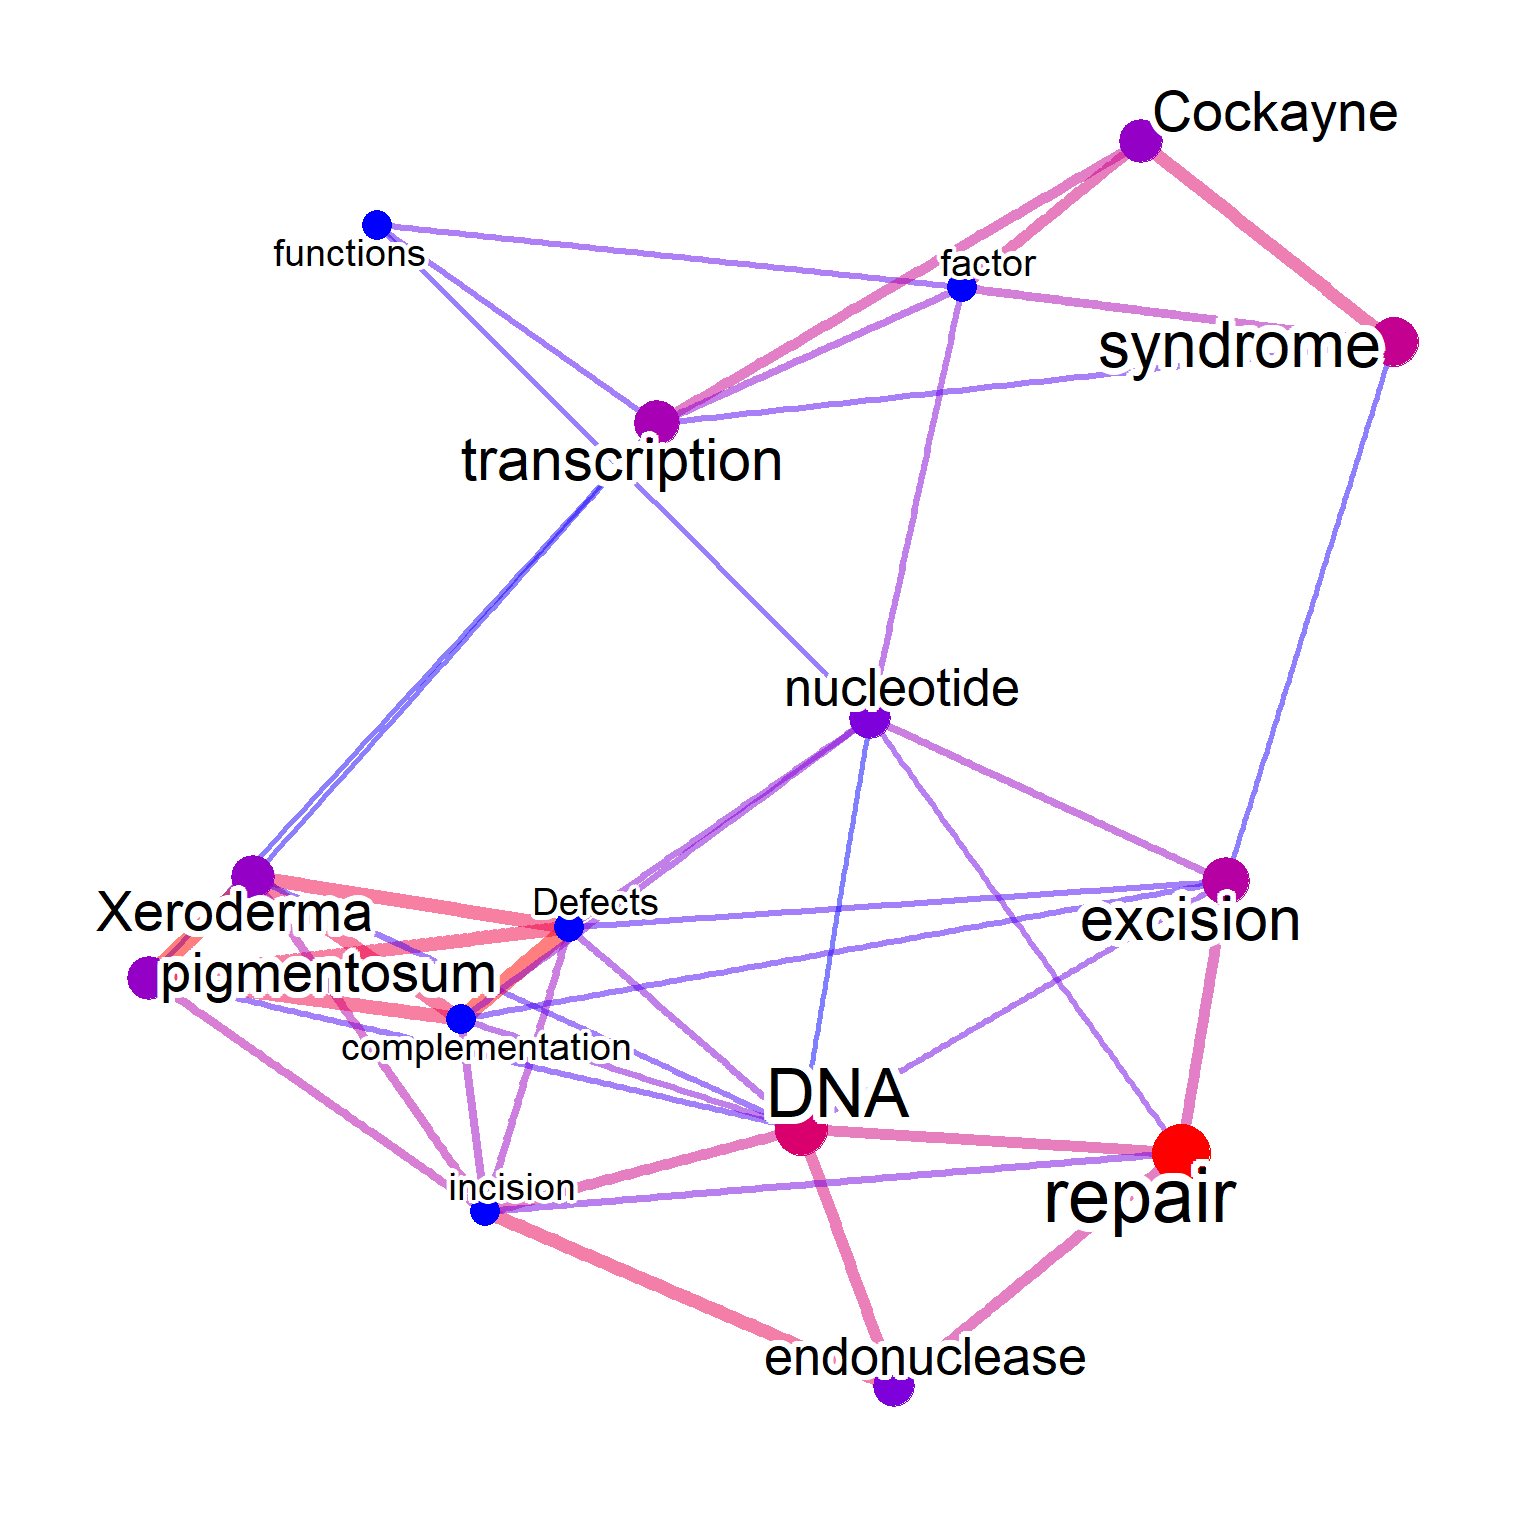 Cockayne
functions
factor
syndrome
transcription
nucleotide
Defects
Xeroderma
excision
pigmentosum
complementation
DNA
incision
repair
endonuclease